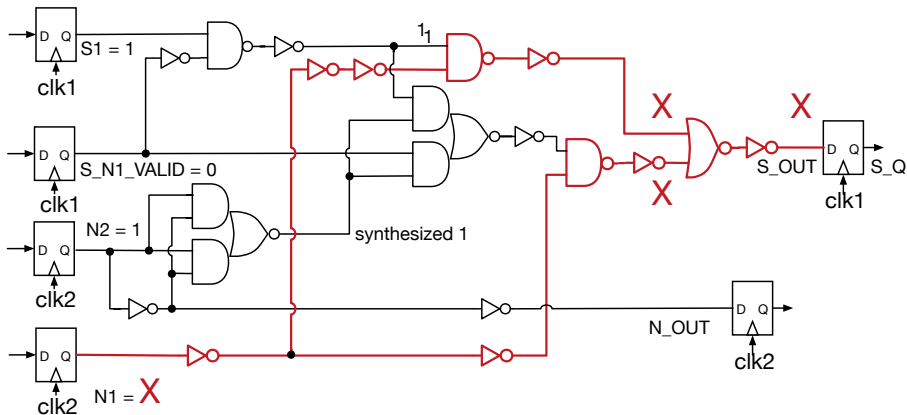 D Q
S1 = 1
clk1
1
1
D Q
S_N1_VALID = 0
clk1
X
X
X
D Q
S_OUT
S_Q
clk1
D Q
N2 = 1
clk2
synthesized 1
D Q
N_OUT
clk2
D Q
N1 = X
clk2